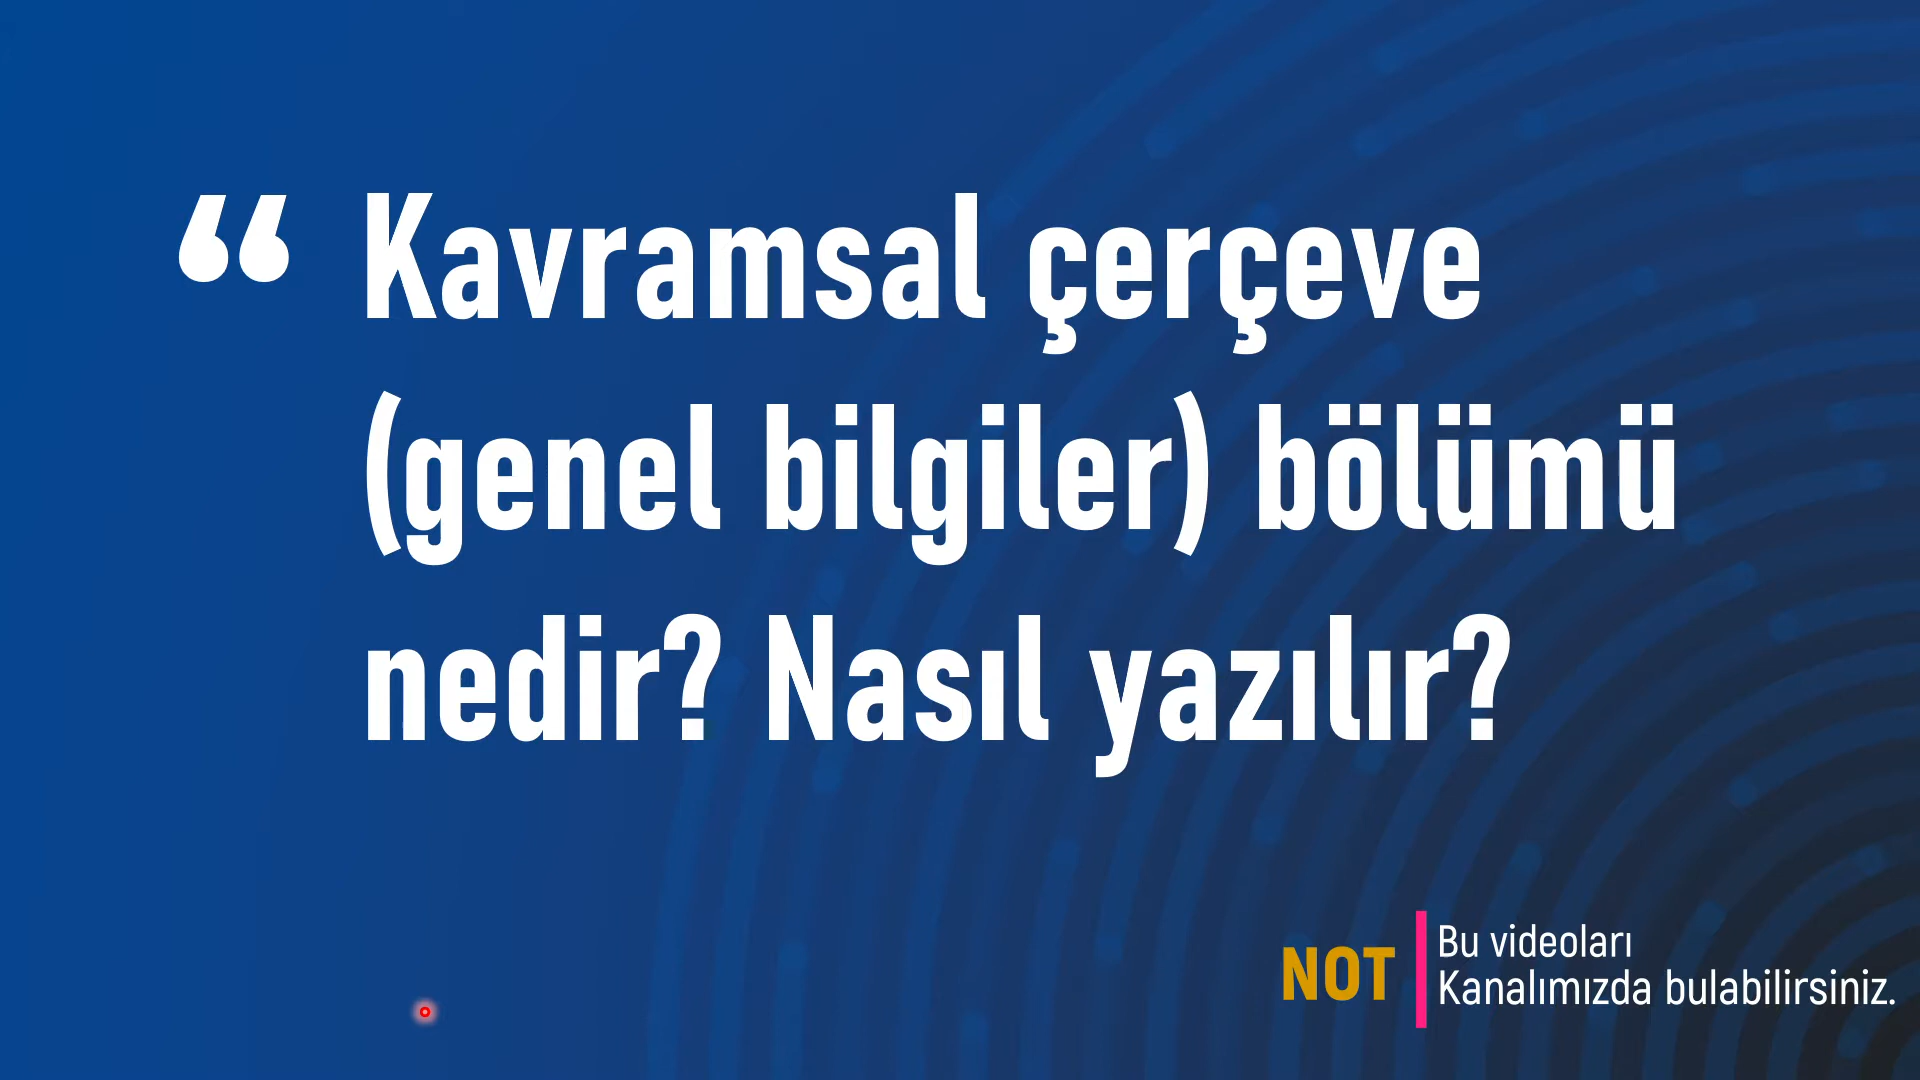 “ Kavramsal çerçeve
(genel bilgiler) bölümü
nedir? Nasıl yazılır?
NOT
Bu videoları
Kanalımızda bulabilirsiniz.